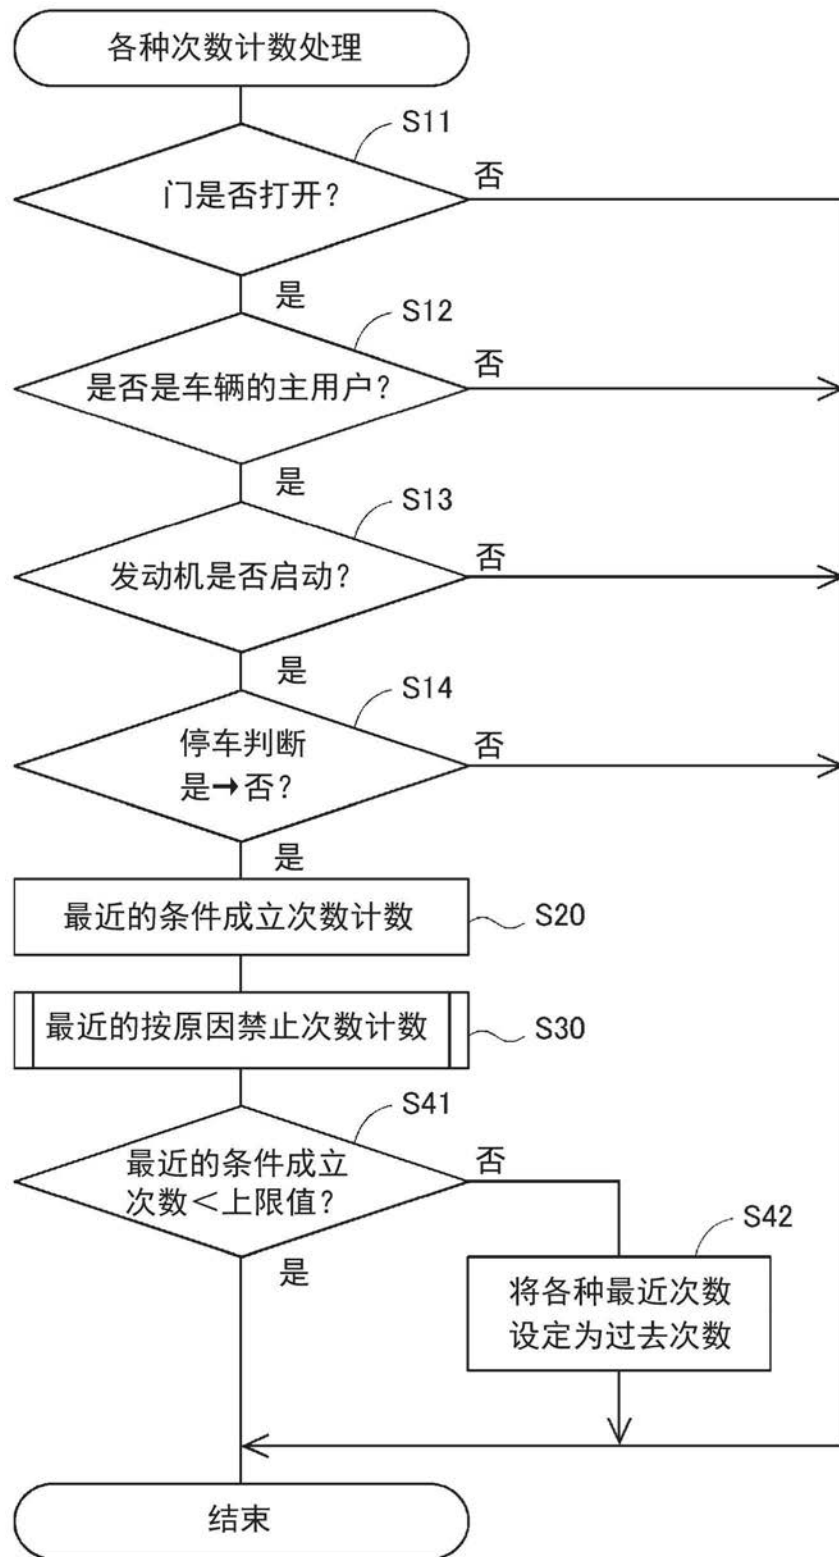 各种次数计数处理
S11
门是否打开?
否
是
S12
是否是车辆的主用户?
否
是
S13
发动机是否启动?
否
是
S14
停车判断
是→否?
否
是
最近的条件成立次数计数
S20
最近的按原因禁止次数计数
S30
S41
最近的条件成立
次数<上限值?
否
是
S42
将各种最近次数
设定为过去次数
结束